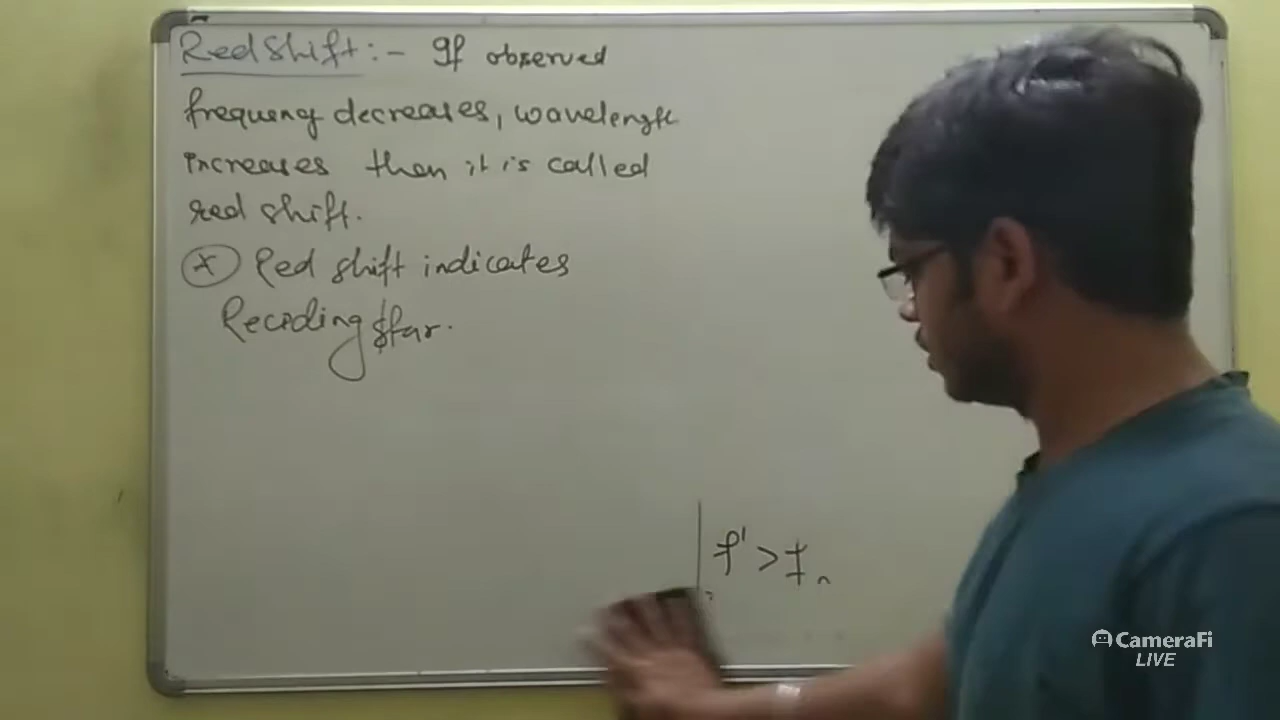 Red Shift :- If observed
frequency decreases, wavelength
increases then it is called
red shift.
* Red shift indicates
Receding star.
f' > f
CameraFi
LIVE